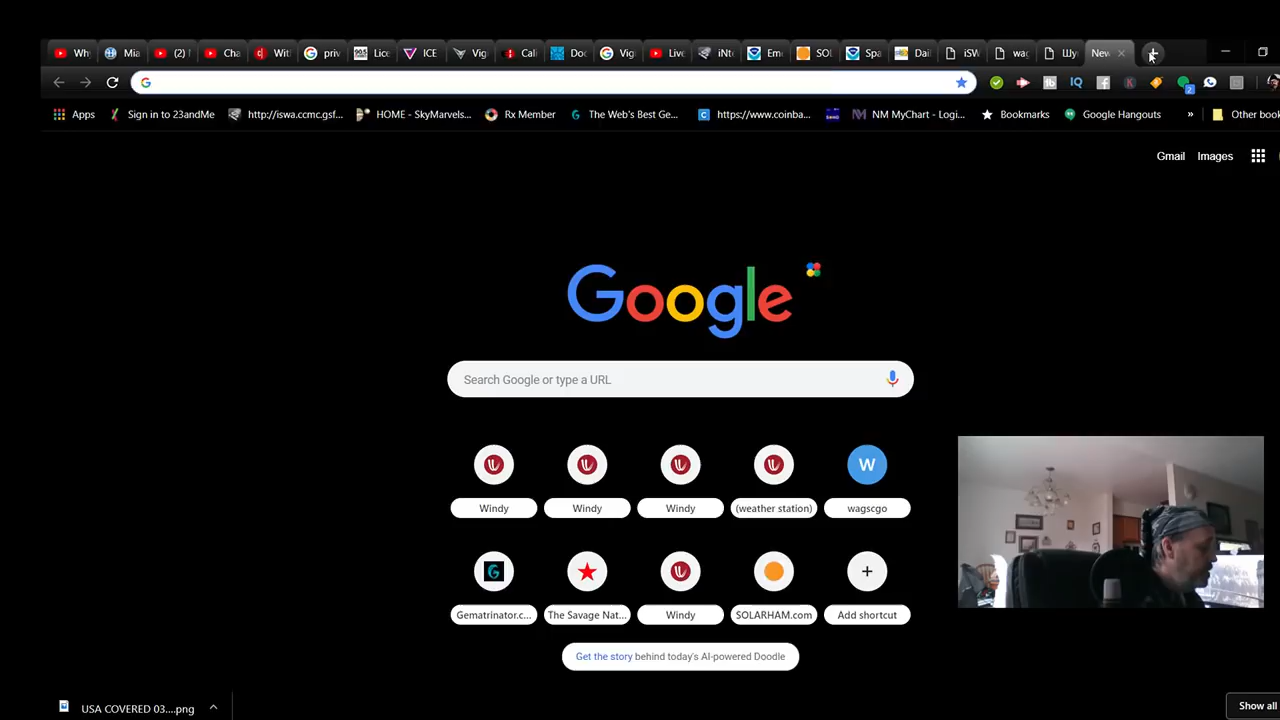 Why
Mia
(2)
Cha
Wit
priv
Lice
ICE
Vig
Cali
Doc
Vig
Live
iNt
Eme
SOL
Spa
Dai
iSW
wag
Шу
New
Apps
Sign in to 23andMe
http://iswa.ccmc.gsf...
HOME - SkyMarvels...
Rx Member
The Web's Best Ge...
https://www.coinba...
NM MyChart - Logi...
Bookmarks
Google Hangouts
»
Other book
Gmail
Images
Google
Search Google or type a URL
Windy
Windy
Windy
(weather station)
W
wagscgo
Gematrinator.c...
The Savage Nat...
Windy
SOLARHAM.com
Add shortcut
Get the story behind today's AI-powered Doodle
USA COVERED 03....png
Show all